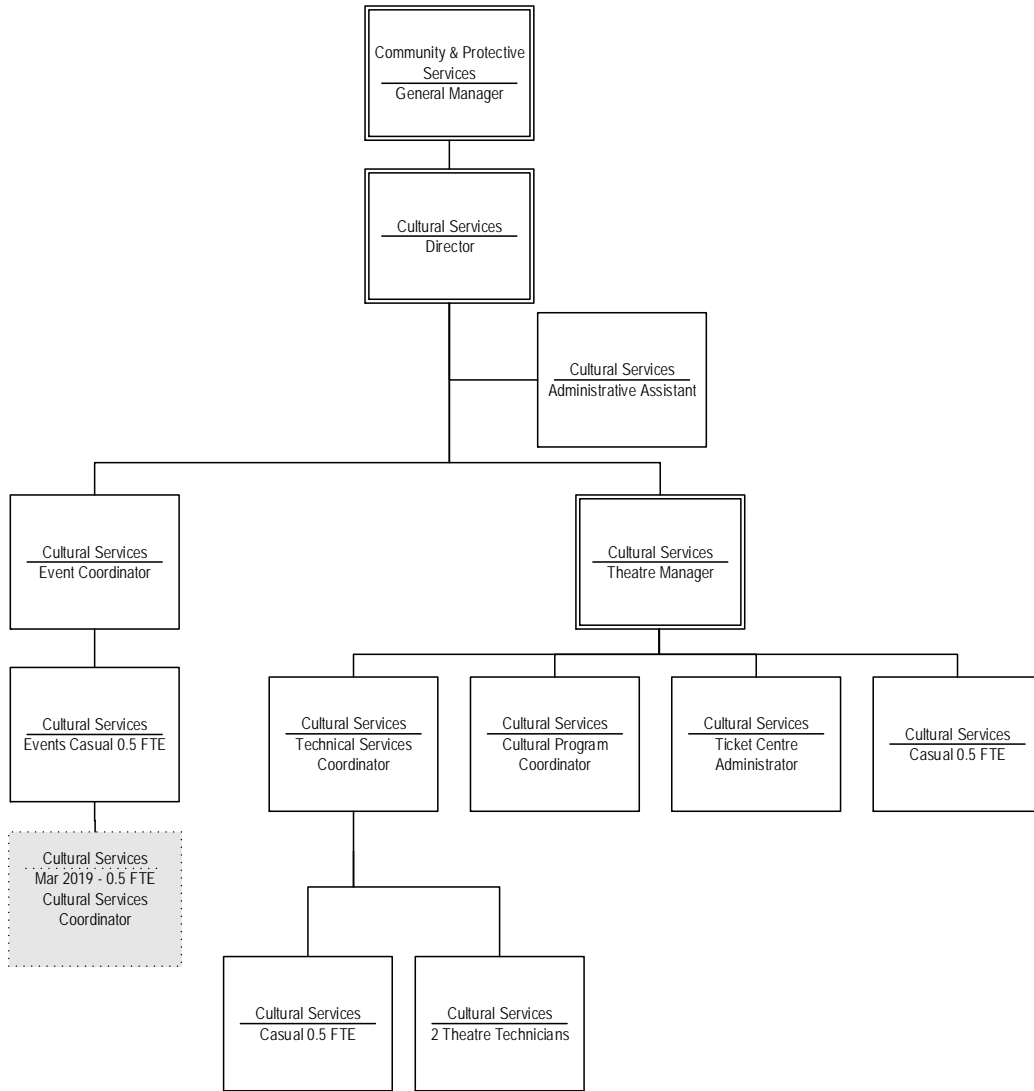 Community & Protective
Services
General Manager
Cultural Services
Director
Cultural Services
Administrative Assistant
Cultural Services
Event Coordinator
Cultural Services
Theatre Manager
Cultural Services
Events Casual 0.5 FTE
Cultural Services
Technical Services
Coordinator
Cultural Services
Cultural Program
Coordinator
Cultural Services
Ticket Centre
Administrator
Cultural Services
Casual 0.5 FTE
Cultural Services
Mar 2019 - 0.5 FTE
Cultural Services
Coordinator
Cultural Services
Casual 0.5 FTE
Cultural Services
2 Theatre Technicians